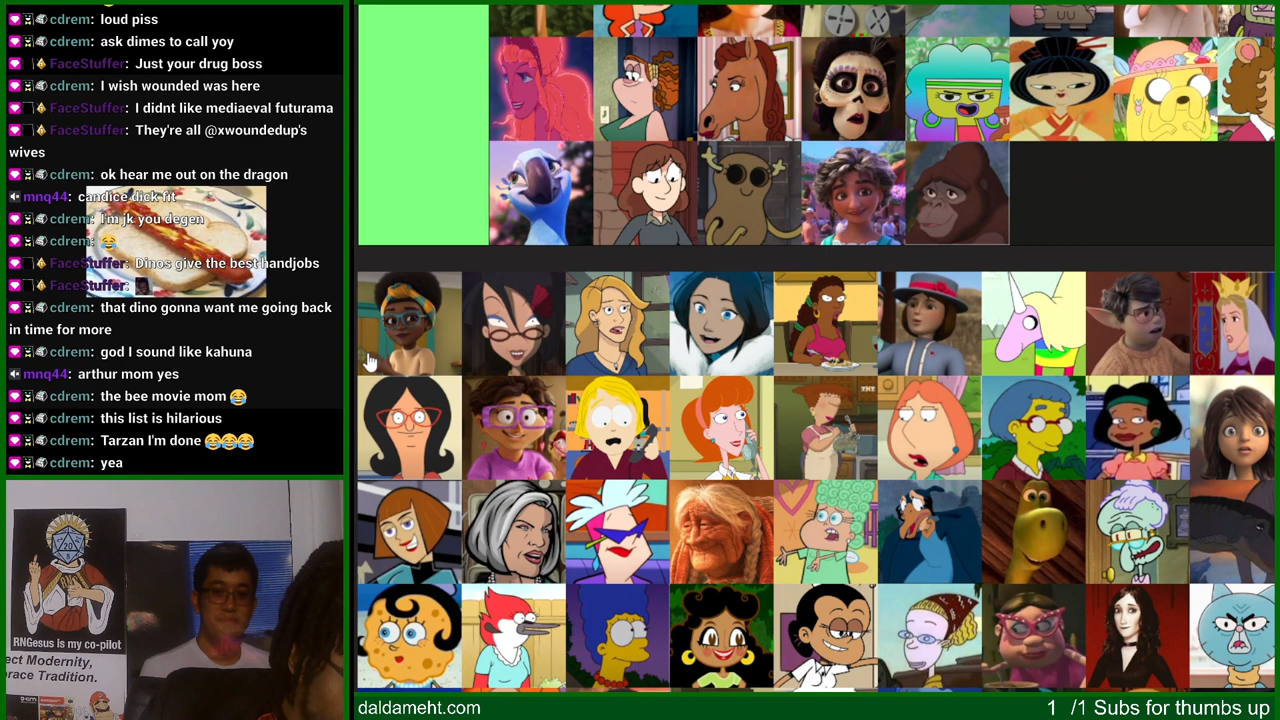 cdrem: loud piss
cdrem: ask dimes to call yoy
FaceStuffer: Just your drug boss
cdrem: I wish wounded was here
FaceStuffer: I didnt like mediaeval futurama
FaceStuffer: They're all @xwoundedup's
wives
cdrem: ok hear me out on the dragon
mnq44: candice dick fit
cdrem: I'm jk you degen
cdrem: 😂
FaceStuffer: Dinos give the best handjobs
FaceStuffer:
cdrem: that dino gonna want me going back
in time for more
cdrem: god I sound like kahuna
mnq44: arthur mom yes
cdrem: the bee movie mom 😂
cdrem: this list is hilarious
cdrem: Tarzan I'm done 😂😂😂
cdrem: yea
20
RNGesus is my co-pilot
ect Modernity,
race Tradition.
daldameht.com
1 /1 Subs for thumbs up